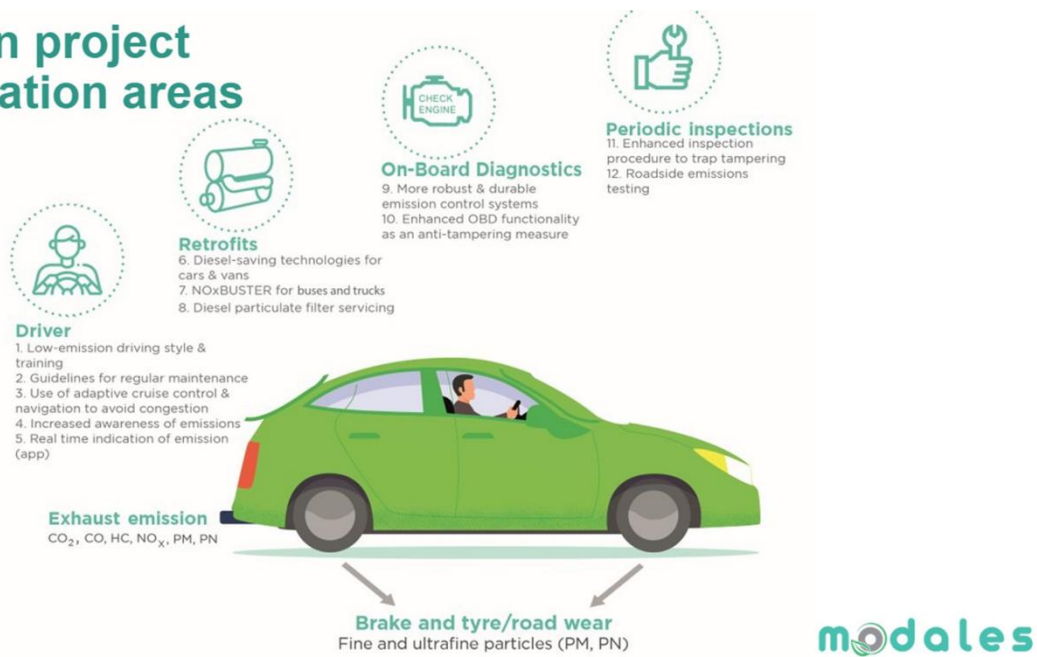 n project
ation areas
CHECK
ENGINE
Periodic inspections
11. Enhanced inspection
procedure to trap tampering
12. Roadside emissions
testing
On-Board Diagnostics
9. More robust & durable
emission control systems
10. Enhanced OBD functionality
as an anti-tampering measure
Retrofits
6. Diesel-saving technologies for
cars & vans
7. NOxBUSTER for buses and trucks
8. Diesel particulate filter servicing
Driver
1. Low-emission driving style &
training
2. Guidelines for regular maintenance
3. Use of adaptive cruise control &
navigation to avoid congestion
4. Increased awareness of emissions
5. Real time indication of emission
(app)
Exhaust emission
CO₂, CO, HC, NOₓ, PM, PN
Brake and tyre/road wear
Fine and ultrafine particles (PM, PN)
modales